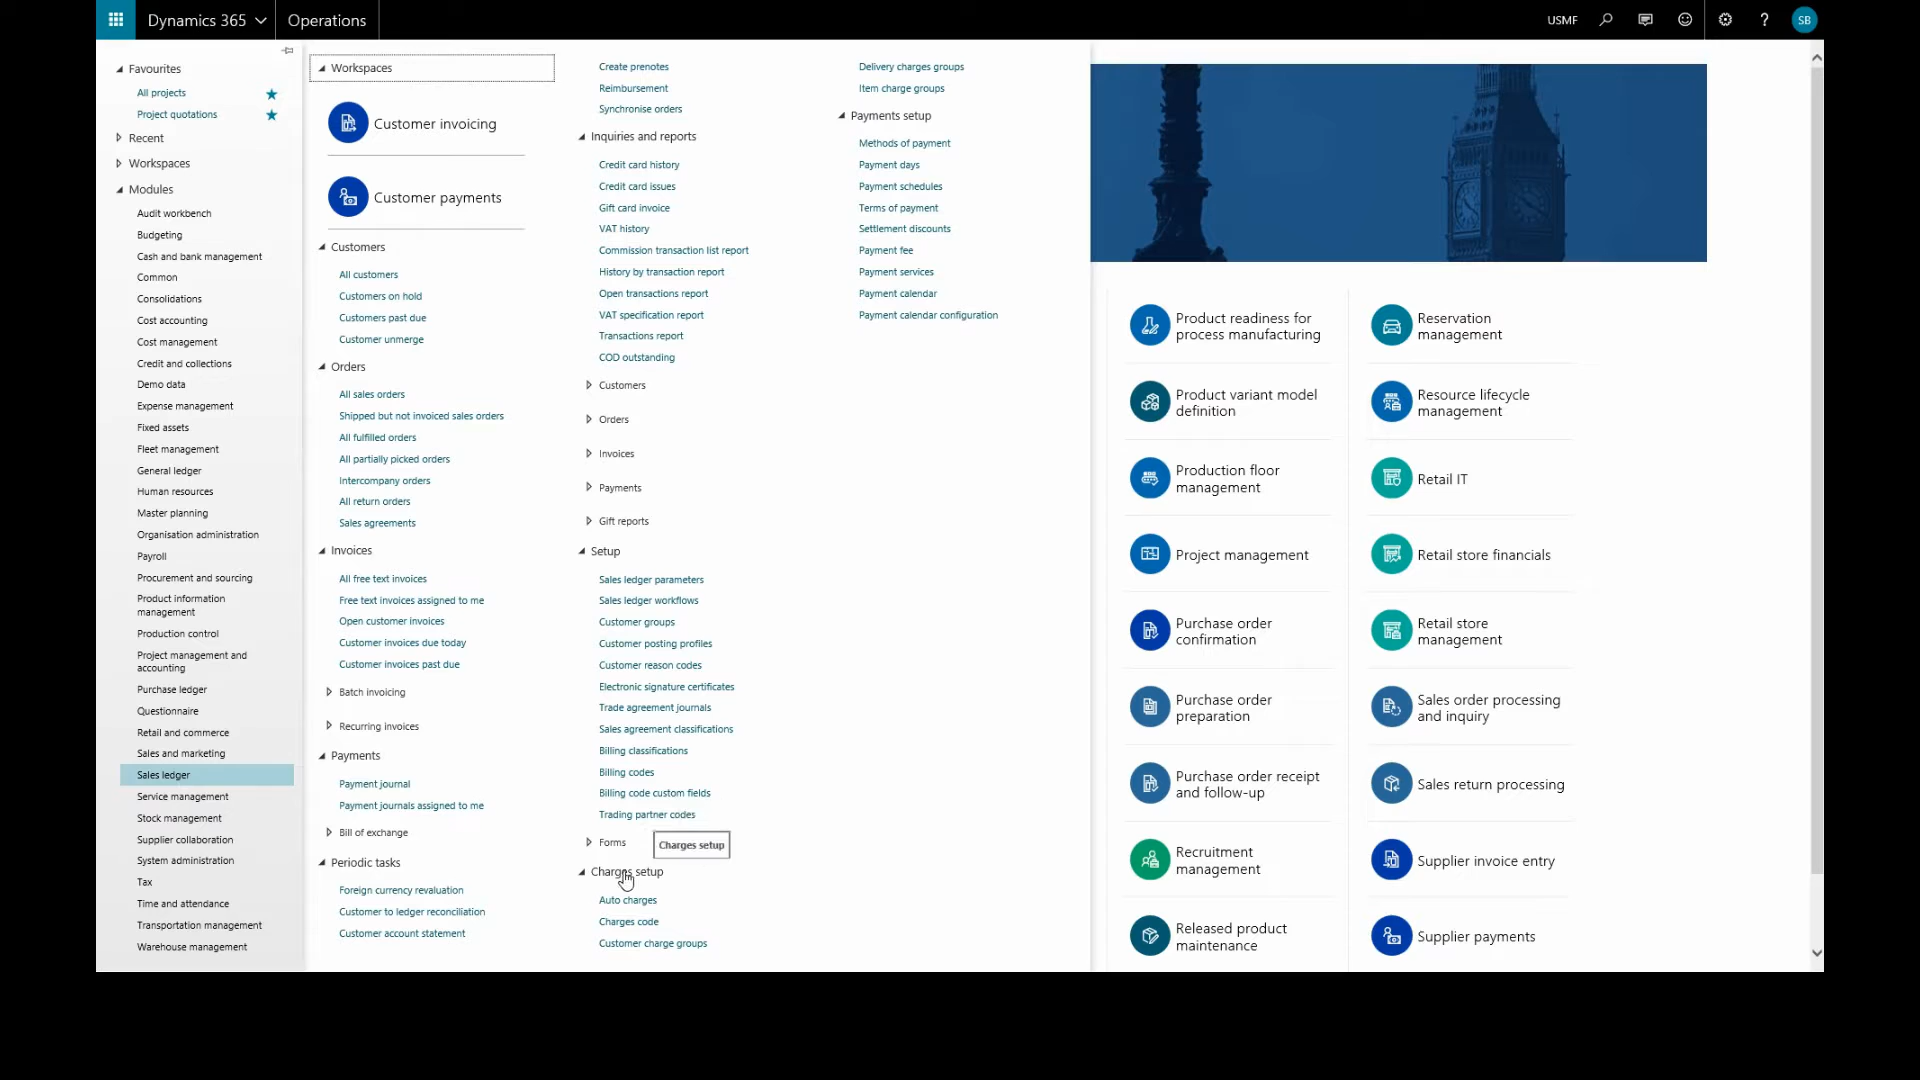 Dynamics 365
Operations
USMF
?
SB
Favourites
All projects
Project quotations
Recent
Workspaces
Modules
Audit workbench
Budgeting
Cash and bank management
Common
Consolidations
Cost accounting
Cost management
Credit and collections
Demo data
Expense management
Fixed assets
Fleet management
General ledger
Human resources
Master planning
Organisation administration
Payroll
Procurement and sourcing
Product information
management
Production control
Project management and
accounting
Purchase ledger
Questionnaire
Retail and commerce
Sales and marketing
Sales ledger
Service management
Stock management
Supplier collaboration
System administration
Tax
Time and attendance
Transportation management
Warehouse management
Workspaces
Customer invoicing
Customer payments
Customers
All customers
Customers on hold
Customers past due
Customer unmerge
Orders
All sales orders
Shipped but not invoiced sales orders
All fulfilled orders
All partially picked orders
Intercompany orders
All return orders
Sales agreements
Invoices
All free text invoices
Free text invoices assigned to me
Open customer invoices
Customer invoices due today
Customer invoices past due
Batch invoicing
Recurring invoices
Payments
Payment journal
Payment journals assigned to me
Bill of exchange
Periodic tasks
Foreign currency revaluation
Customer to ledger reconciliation
Customer account statement
Create prenotes
Reimbursement
Synchronise orders
Inquiries and reports
Credit card history
Credit card issues
Gift card invoice
VAT history
Commission transaction list report
History by transaction report
Open transactions report
VAT specification report
Transactions report
COD outstanding
Customers
Orders
Invoices
Payments
Gift reports
Setup
Sales ledger parameters
Sales ledger workflows
Customer groups
Customer posting profiles
Customer reason codes
Electronic signature certificates
Trade agreement journals
Sales agreement classifications
Billing classifications
Billing codes
Billing code custom fields
Trading partner codes
Forms
Charges setup
Charges setup
Auto charges
Charges code
Customer charge groups
Delivery charges groups
Item charge groups
Payments setup
Methods of payment
Payment days
Payment schedules
Terms of payment
Settlement discounts
Payment fee
Payment services
Payment calendar
Payment calendar configuration
Product readiness for
process manufacturing
Product variant model
definition
Production floor
management
Project management
Purchase order
confirmation
Purchase order
preparation
Purchase order receipt
and follow-up
Recruitment
management
Released product
maintenance
Reservation
management
Resource lifecycle
management
Retail IT
Retail store financials
Retail store
management
Sales order processing
and inquiry
Sales return processing
Supplier invoice entry
Supplier payments